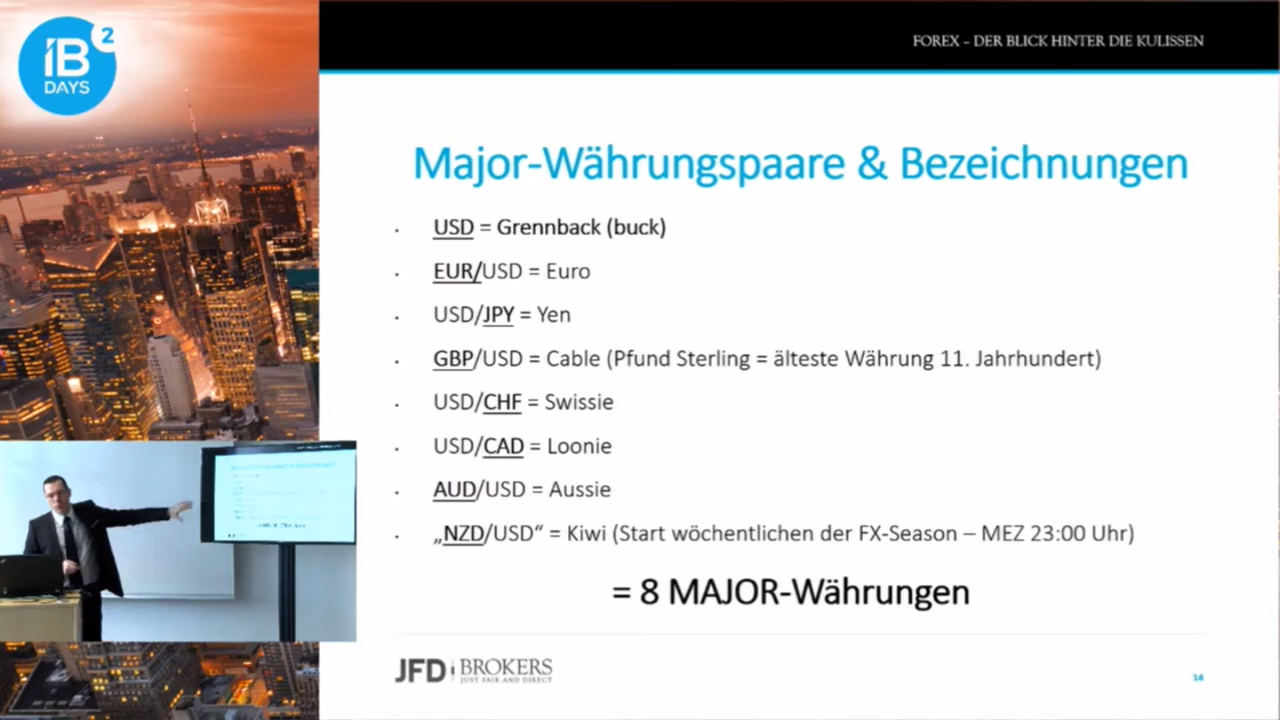 IB 2
DAYS
FOREX – DER BLICK HINTER DIE KULISSEN
Major-Währungspaare & Bezeichnungen
. USD = Grennback (buck)
. EUR/USD = Euro
. USD/JPY = Yen
. GBP/USD = Cable (Pfund Sterling = älteste Währung 11. Jahrhundert)
. USD/CHF = Swissie
. USD/CAD = Loonie
. AUD/USD = Aussie
. „NZD/USD“ = Kiwi (Start wöchentlichen der FX-Season – MEZ 23:00 Uhr)
= 8 MAJOR-Währungen
JFD BROKERS
JUST FAIR AND DIRECT
14